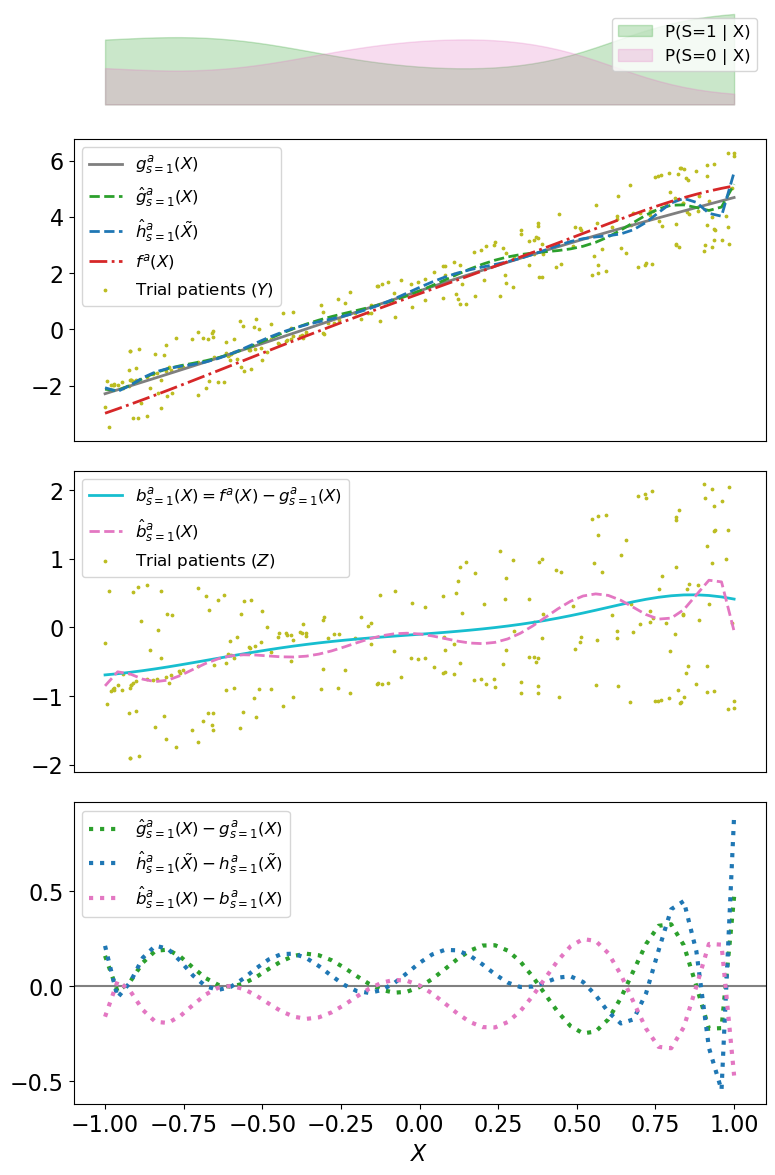 P(S=1 | X)
P(S=0 | X)
6
4
2
0
−2
g^a_{s=1}(X)
ĝ^a_{s=1}(X)
ĥ^a_{s=1}(X̃)
f^a(X)
Trial patients (Y)
2
1
0
−1
−2
b^a_{s=1}(X) = f^a(X) − g^a_{s=1}(X)
b̂^a_{s=1}(X)
Trial patients (Z)
0.5
0.0
−0.5
ĝ^a_{s=1}(X) − g^a_{s=1}(X)
ĥ^a_{s=1}(X̃) − h^a_{s=1}(X̃)
b̂^a_{s=1}(X) − b^a_{s=1}(X)
−1.00 −0.75 −0.50 −0.25 0.00 0.25 0.50 0.75 1.00
X